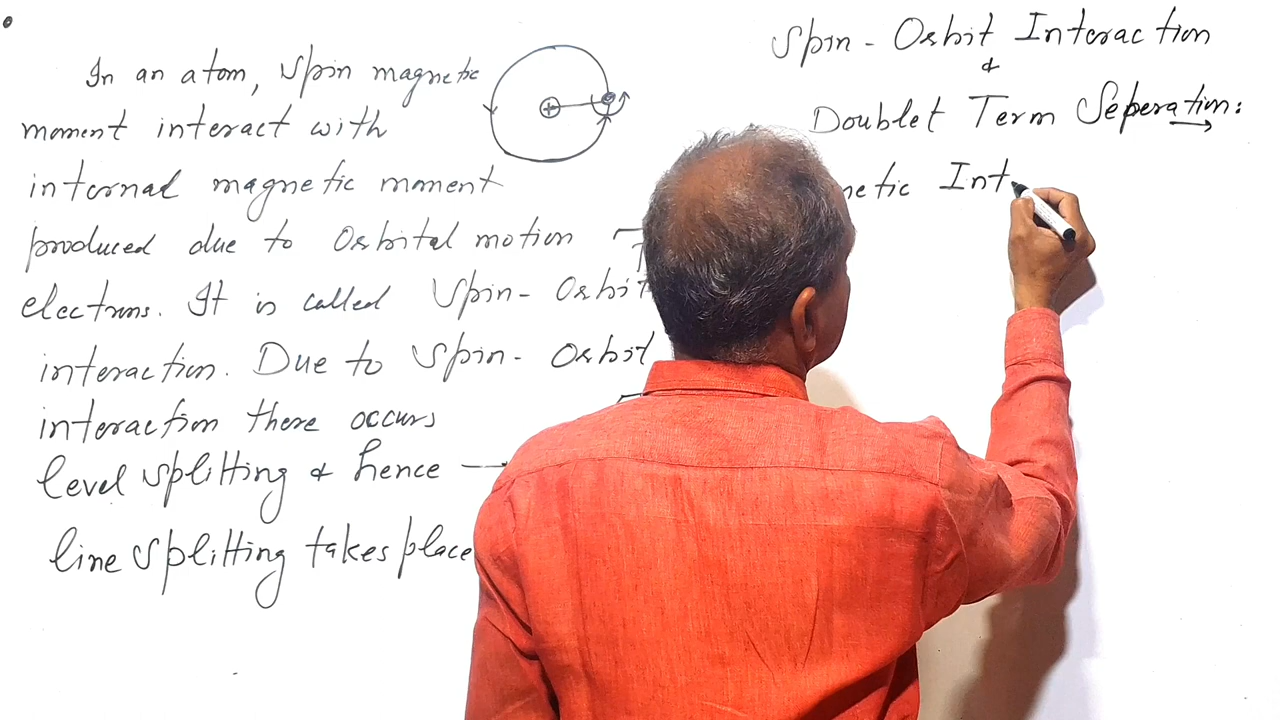 In an atom, Spin magnetic
moment interact with
internal magnetic moment
produced due to Orbital motion
electrons. It is called Spin - Orbit
interaction. Due to Spin - Orbit
interaction there occurs
level splitting & hence
line splitting takes place
Spin - Orbit Interaction
&
Doublet Term Seperation:
netic Int